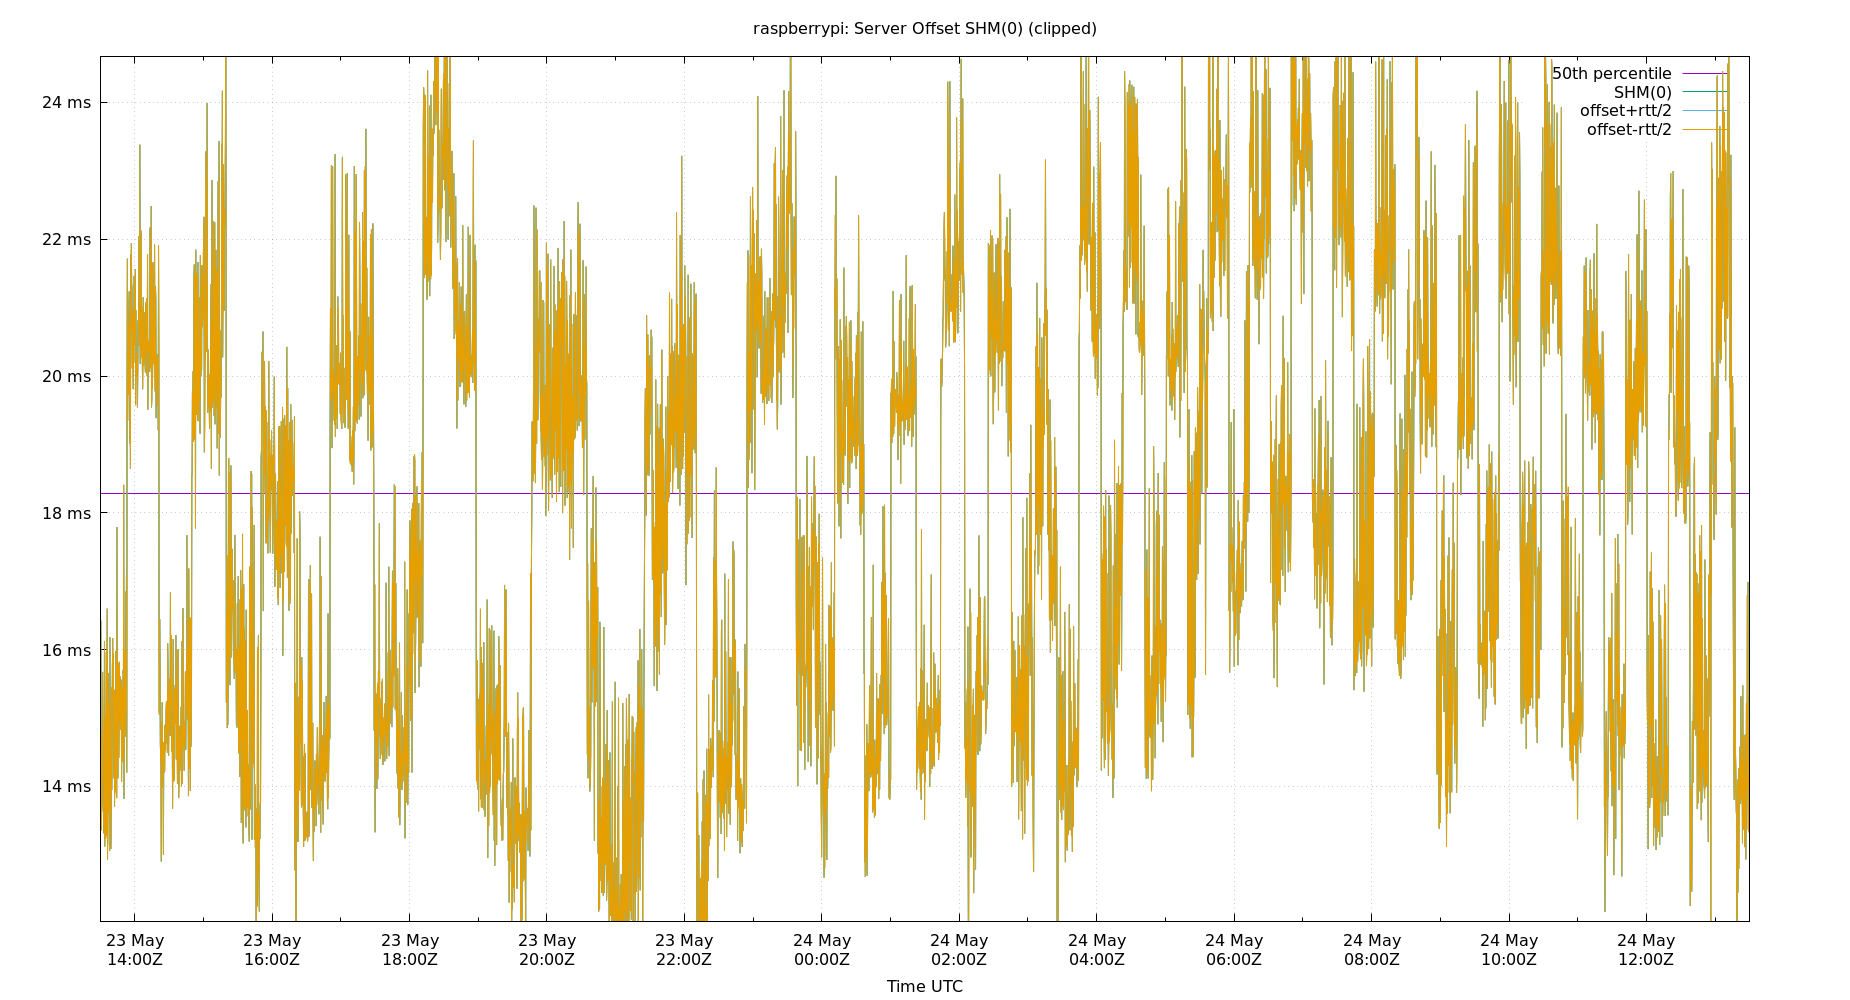 raspberrypi: Server Offset SHM(0) (clipped)
50th percentile
SHM(0)
offset+rtt/2
offset-rtt/2
24 ms
22 ms
20 ms
18 ms
16 ms
14 ms
23 May 23 May 23 May 23 May 23 May 24 May 24 May 24 May 24 May 24 May 24 May 24 May
14:00Z 16:00Z 18:00Z 20:00Z 22:00Z 00:00Z 02:00Z 04:00Z 06:00Z 08:00Z 10:00Z 12:00Z
Time UTC